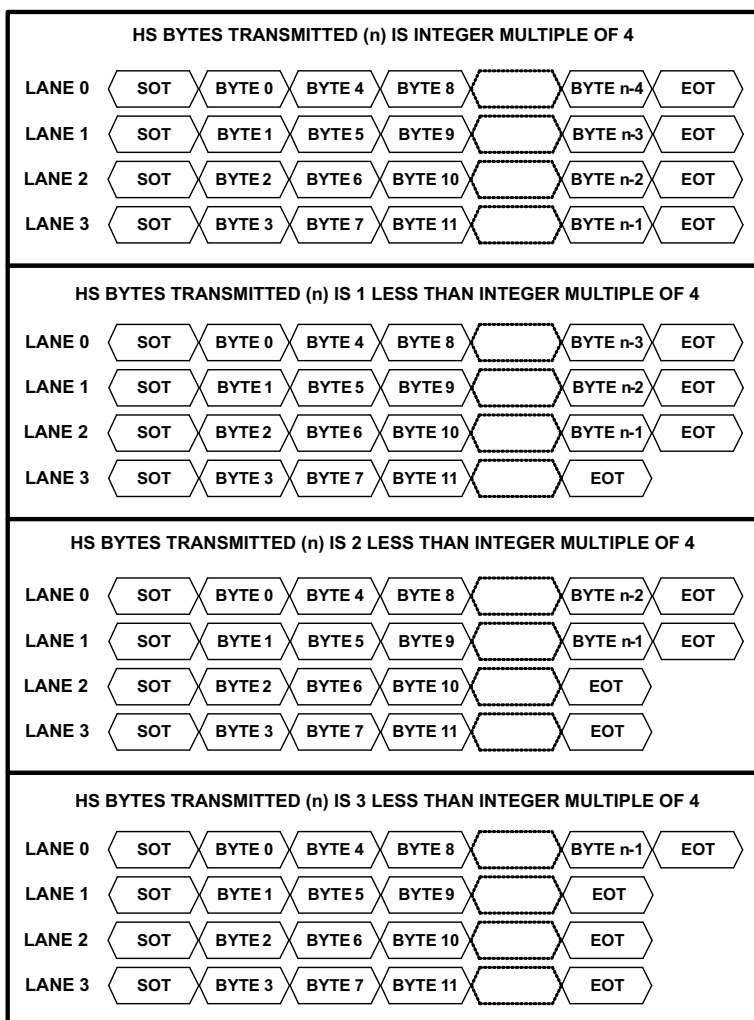 HS BYTES TRANSMITTED (n) IS INTEGER MULTIPLE OF 4
LANE 0 SOT BYTE 0 BYTE 4 BYTE 8 BYTE n-4 EOT
LANE 1 SOT BYTE 1 BYTE 5 BYTE 9 BYTE n-3 EOT
LANE 2 SOT BYTE 2 BYTE 6 BYTE 10 BYTE n-2 EOT
LANE 3 SOT BYTE 3 BYTE 7 BYTE 11 BYTE n-1 EOT
HS BYTES TRANSMITTED (n) IS 1 LESS THAN INTEGER MULTIPLE OF 4
LANE 0 SOT BYTE 0 BYTE 4 BYTE 8 BYTE n-3 EOT
LANE 1 SOT BYTE 1 BYTE 5 BYTE 9 BYTE n-2 EOT
LANE 2 SOT BYTE 2 BYTE 6 BYTE 10 BYTE n-1 EOT
LANE 3 SOT BYTE 3 BYTE 7 BYTE 11 EOT
HS BYTES TRANSMITTED (n) IS 2 LESS THAN INTEGER MULTIPLE OF 4
LANE 0 SOT BYTE 0 BYTE 4 BYTE 8 BYTE n-2 EOT
LANE 1 SOT BYTE 1 BYTE 5 BYTE 9 BYTE n-1 EOT
LANE 2 SOT BYTE 2 BYTE 6 BYTE 10 EOT
LANE 3 SOT BYTE 3 BYTE 7 BYTE 11 EOT
HS BYTES TRANSMITTED (n) IS 3 LESS THAN INTEGER MULTIPLE OF 4
LANE 0 SOT BYTE 0 BYTE 4 BYTE 8 BYTE n-1 EOT
LANE 1 SOT BYTE 1 BYTE 5 BYTE 9 EOT
LANE 2 SOT BYTE 2 BYTE 6 BYTE 10 EOT
LANE 3 SOT BYTE 3 BYTE 7 BYTE 11 EOT